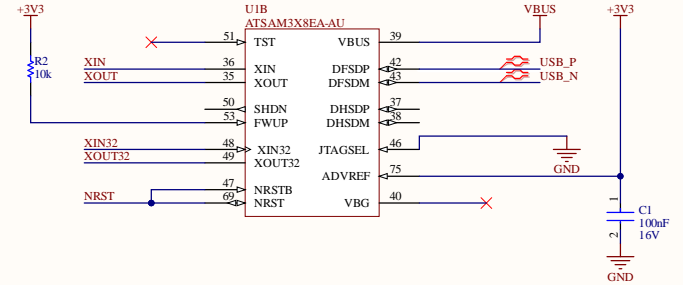 +3V3
U1B
ATSAM3X8EA-AU
VBUS
+3V3
51 TST VBUS 39
R2
10k
XIN 36 XIN DFSDP 42 USB_P
XOUT 35 XOUT DFSDM 43 USB_N
50 SHDN DHSDP 37
53 FWUP DHSDM 38
XIN32 48 XIN32 JTAGSEL 46
XOUT32 49 XOUT32
GND
ADVREF 75
47 NRSTB
NRST 69 NRST VBG 40
1
C1
100nF
16V
2
GND